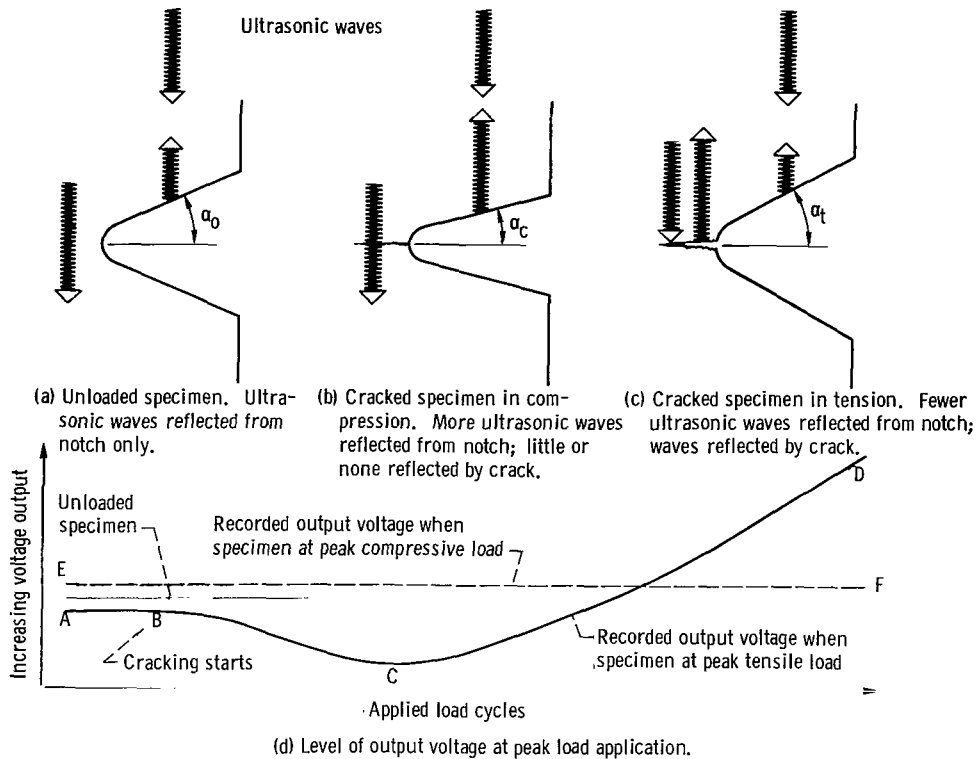 Ultrasonic waves
α₀
αc
αt
(a) Unloaded specimen. Ultra-
sonic waves reflected from
notch only.
(b) Cracked specimen in com-
pression. More ultrasonic waves
reflected from notch; little or
none reflected by crack.
(c) Cracked specimen in tension. Fewer
ultrasonic waves reflected from notch;
waves reflected by crack.
Increasing voltage output
Unloaded
specimen
Recorded output voltage when
specimen at peak compressive load
E
F
D
A
B
C
Cracking starts
Recorded output voltage when
specimen at peak tensile load
Applied load cycles
(d) Level of output voltage at peak load application.